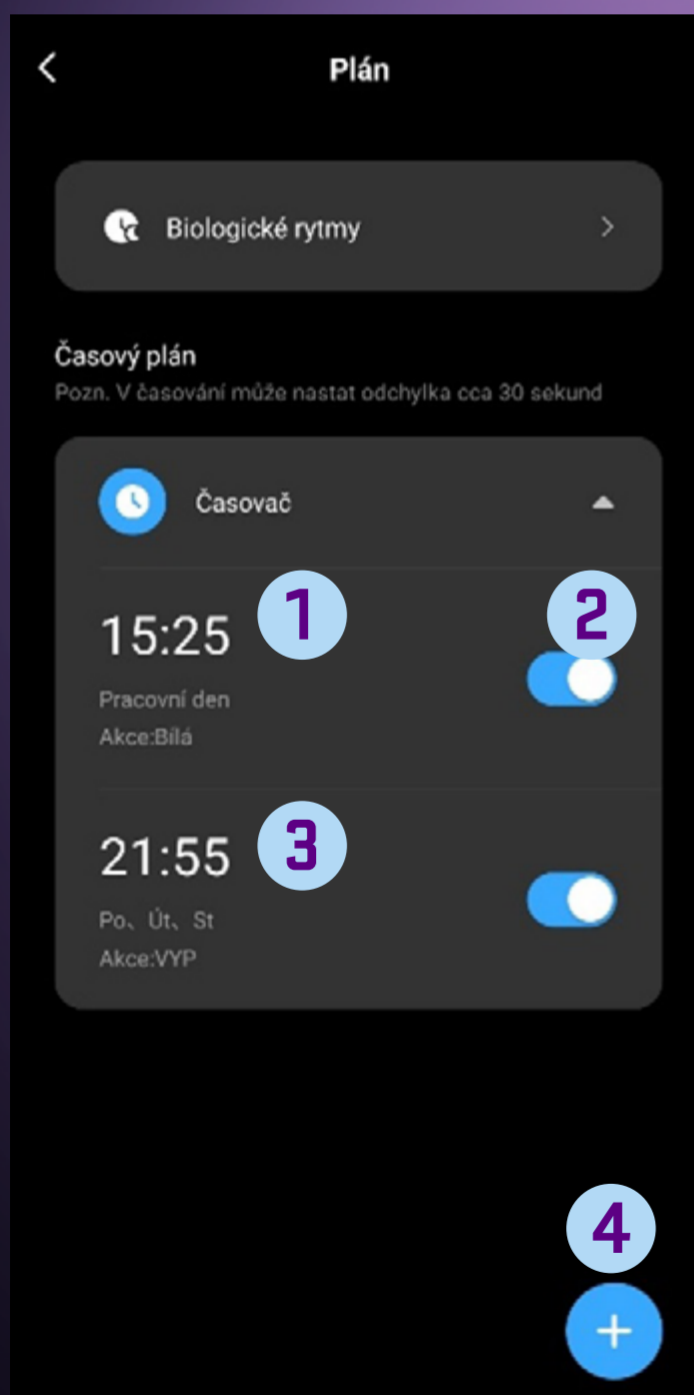 Plán
Biologické rytmy
Časový plán
Pozn. V časování může nastat odchylka cca 30 sekund
Časovač
15:25
1
2
Pracovní den
Akce:Bílá
21:55
3
Po、Út、St
Akce:VYP
4